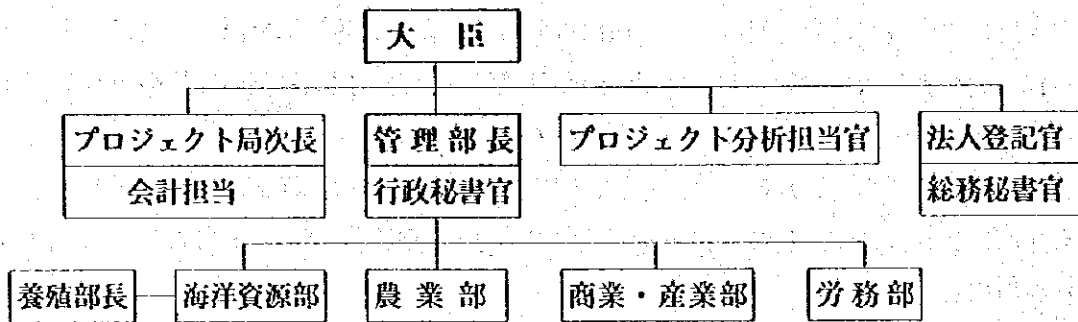 大臣
プロジェクト局次長 管理部長 プロジェクト分析担当官 法人登記官
会計担当 行政秘書官 総務秘書官
養殖部長 海洋資源部 農業部 商業・産業部 労務部